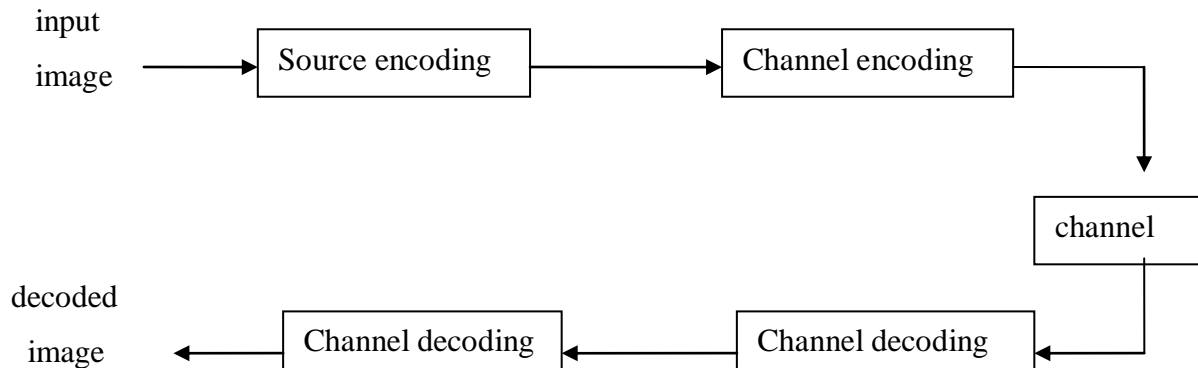 input
image
Source encoding
Channel encoding
channel
Channel decoding
Channel decoding
decoded
image